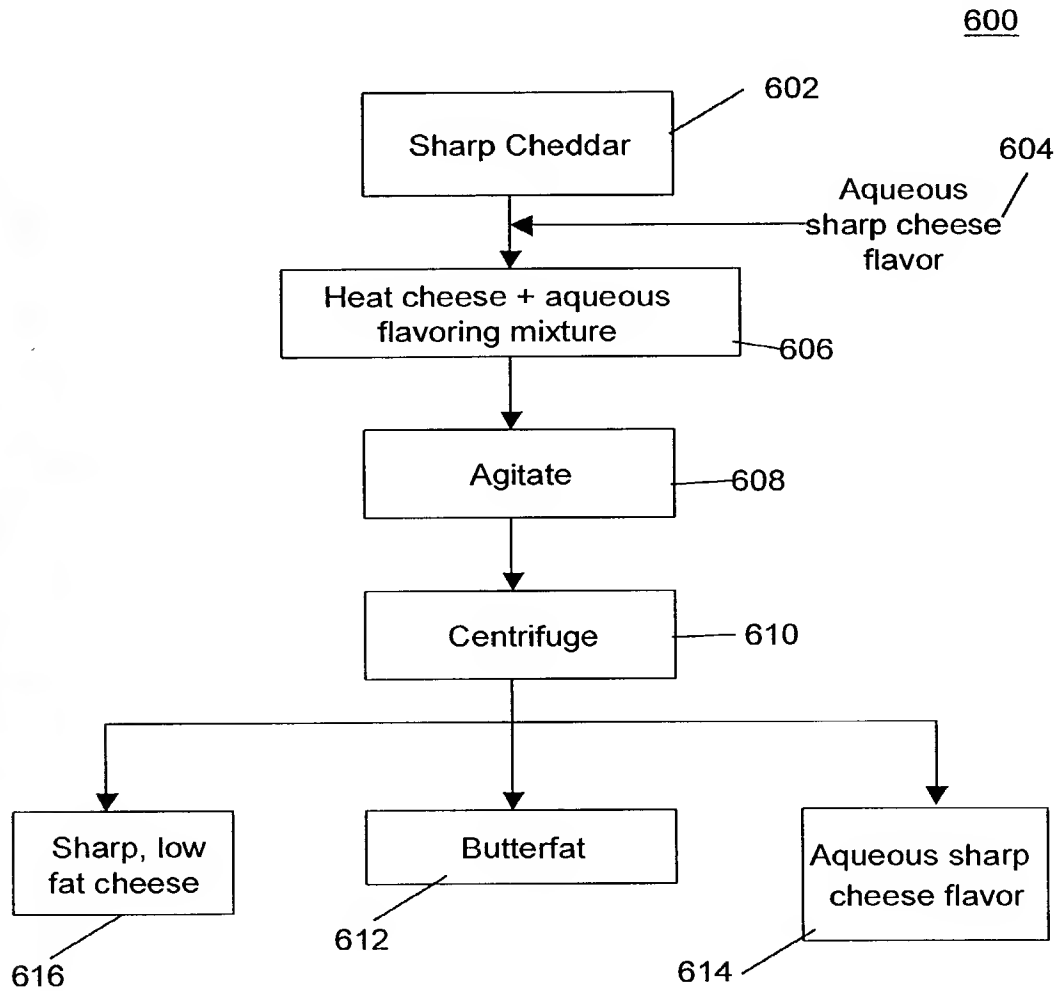 600
602
Sharp Cheddar
604
Aqueous
sharp cheese
flavor
Heat cheese + aqueous
flavoring mixture
606
Agitate
608
Centrifuge
610
Sharp, low
fat cheese
Butterfat
Aqueous sharp
cheese flavor
612
614
616